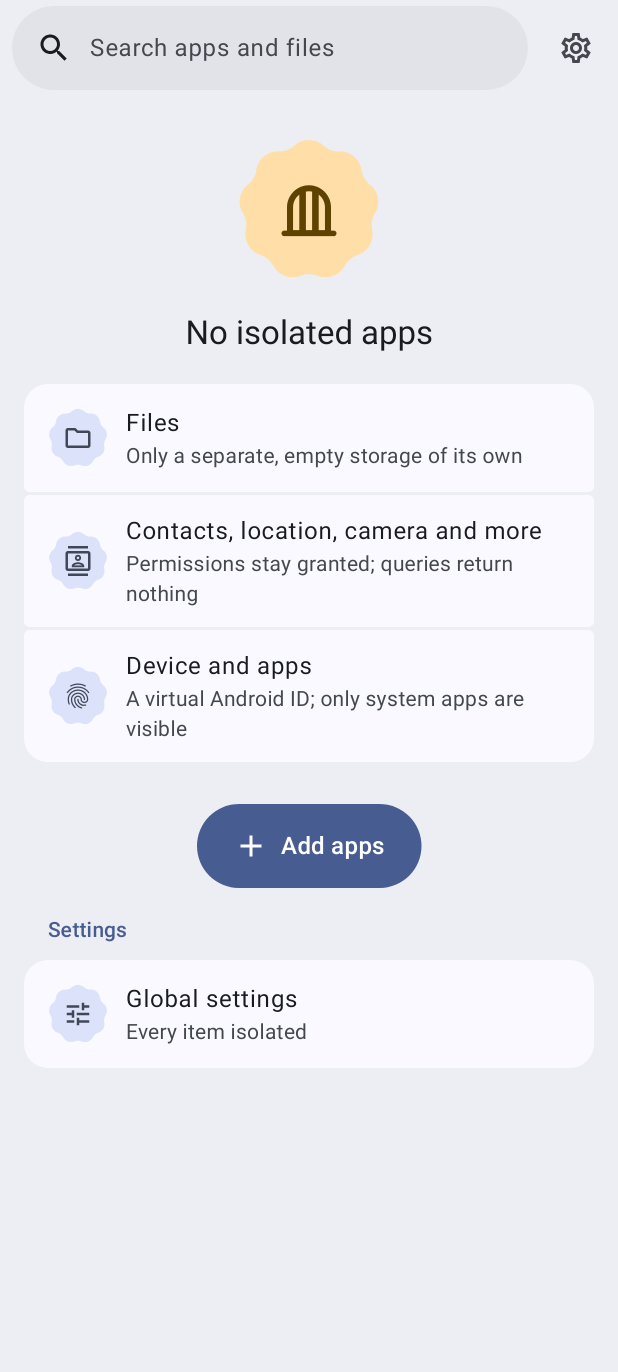 Search apps and files
No isolated apps
Files
Only a separate, empty storage of its own
Contacts, location, camera and more
Permissions stay granted; queries return
nothing
Device and apps
A virtual Android ID; only system apps are
visible
Add apps
Settings
Global settings
Every item isolated